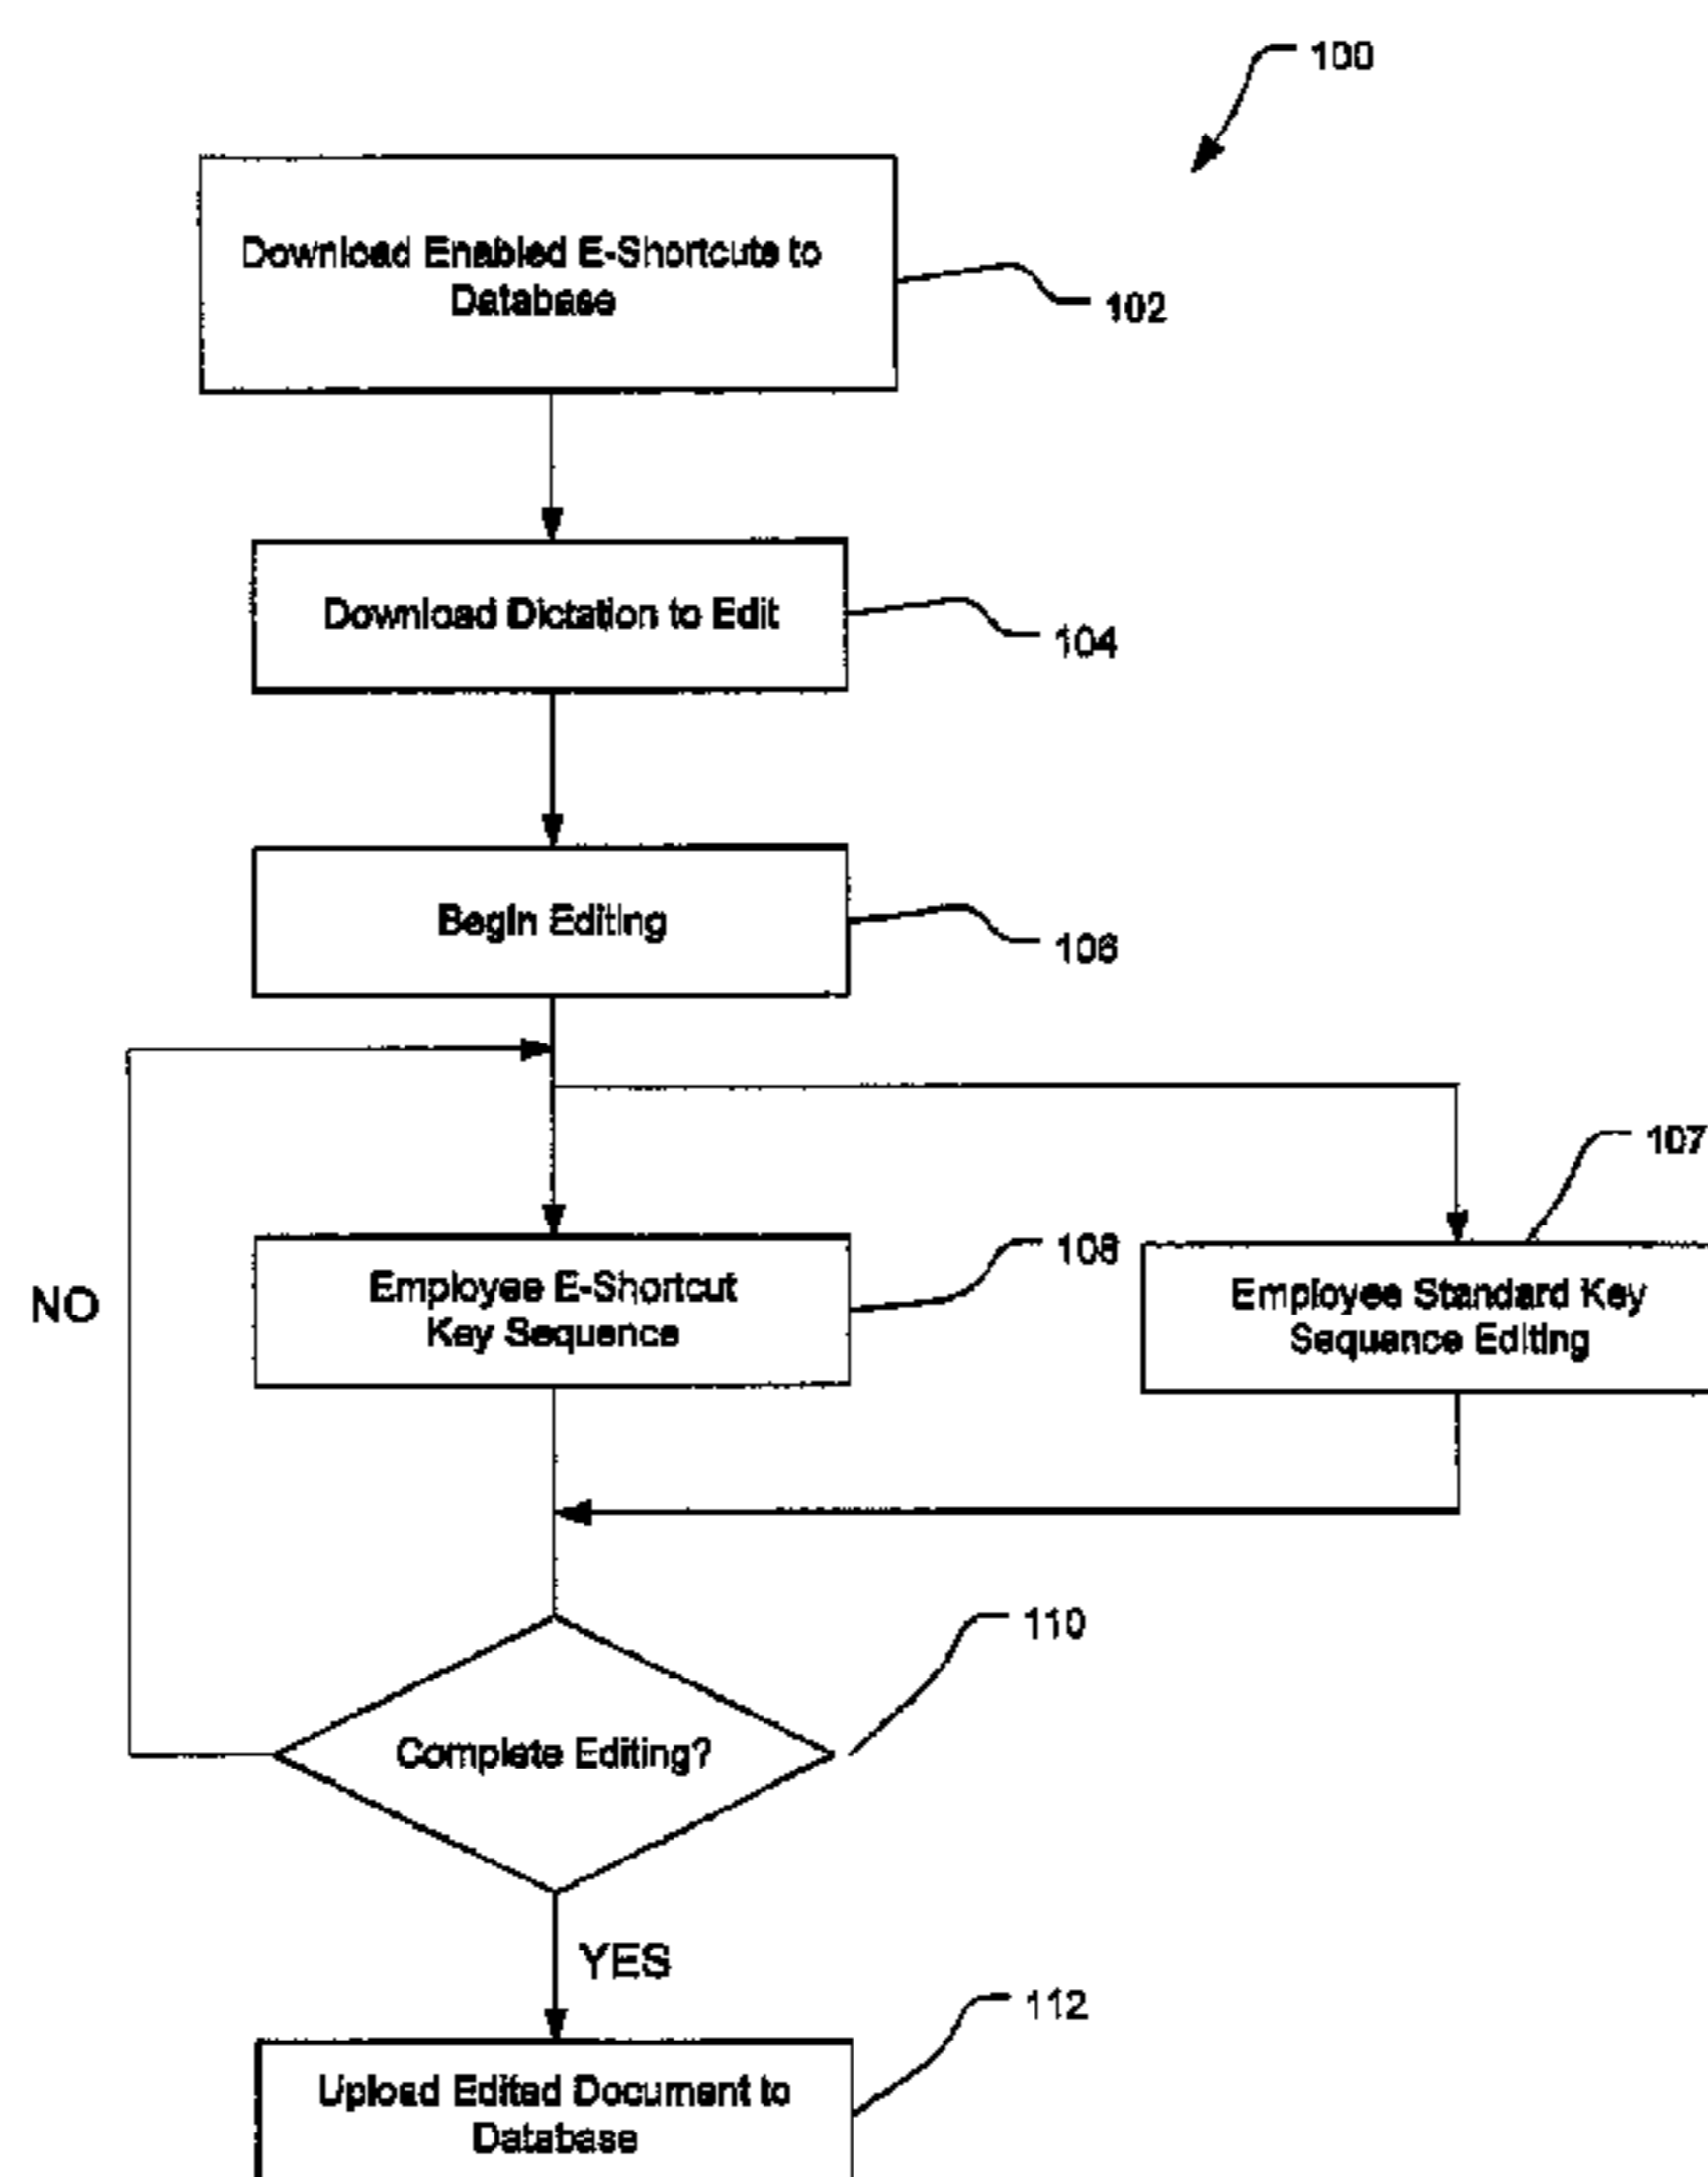 100
Download Enabled E-Shortcuts to
Database
102
Download Dictation to Edit
104
Begin Editing
106
107
Employee E-Shortcut
Key Sequence
108
Employee Standard Key
Sequence Editing
NO
110
Complete Editing?
YES
112
Upload Edited Document to
Database